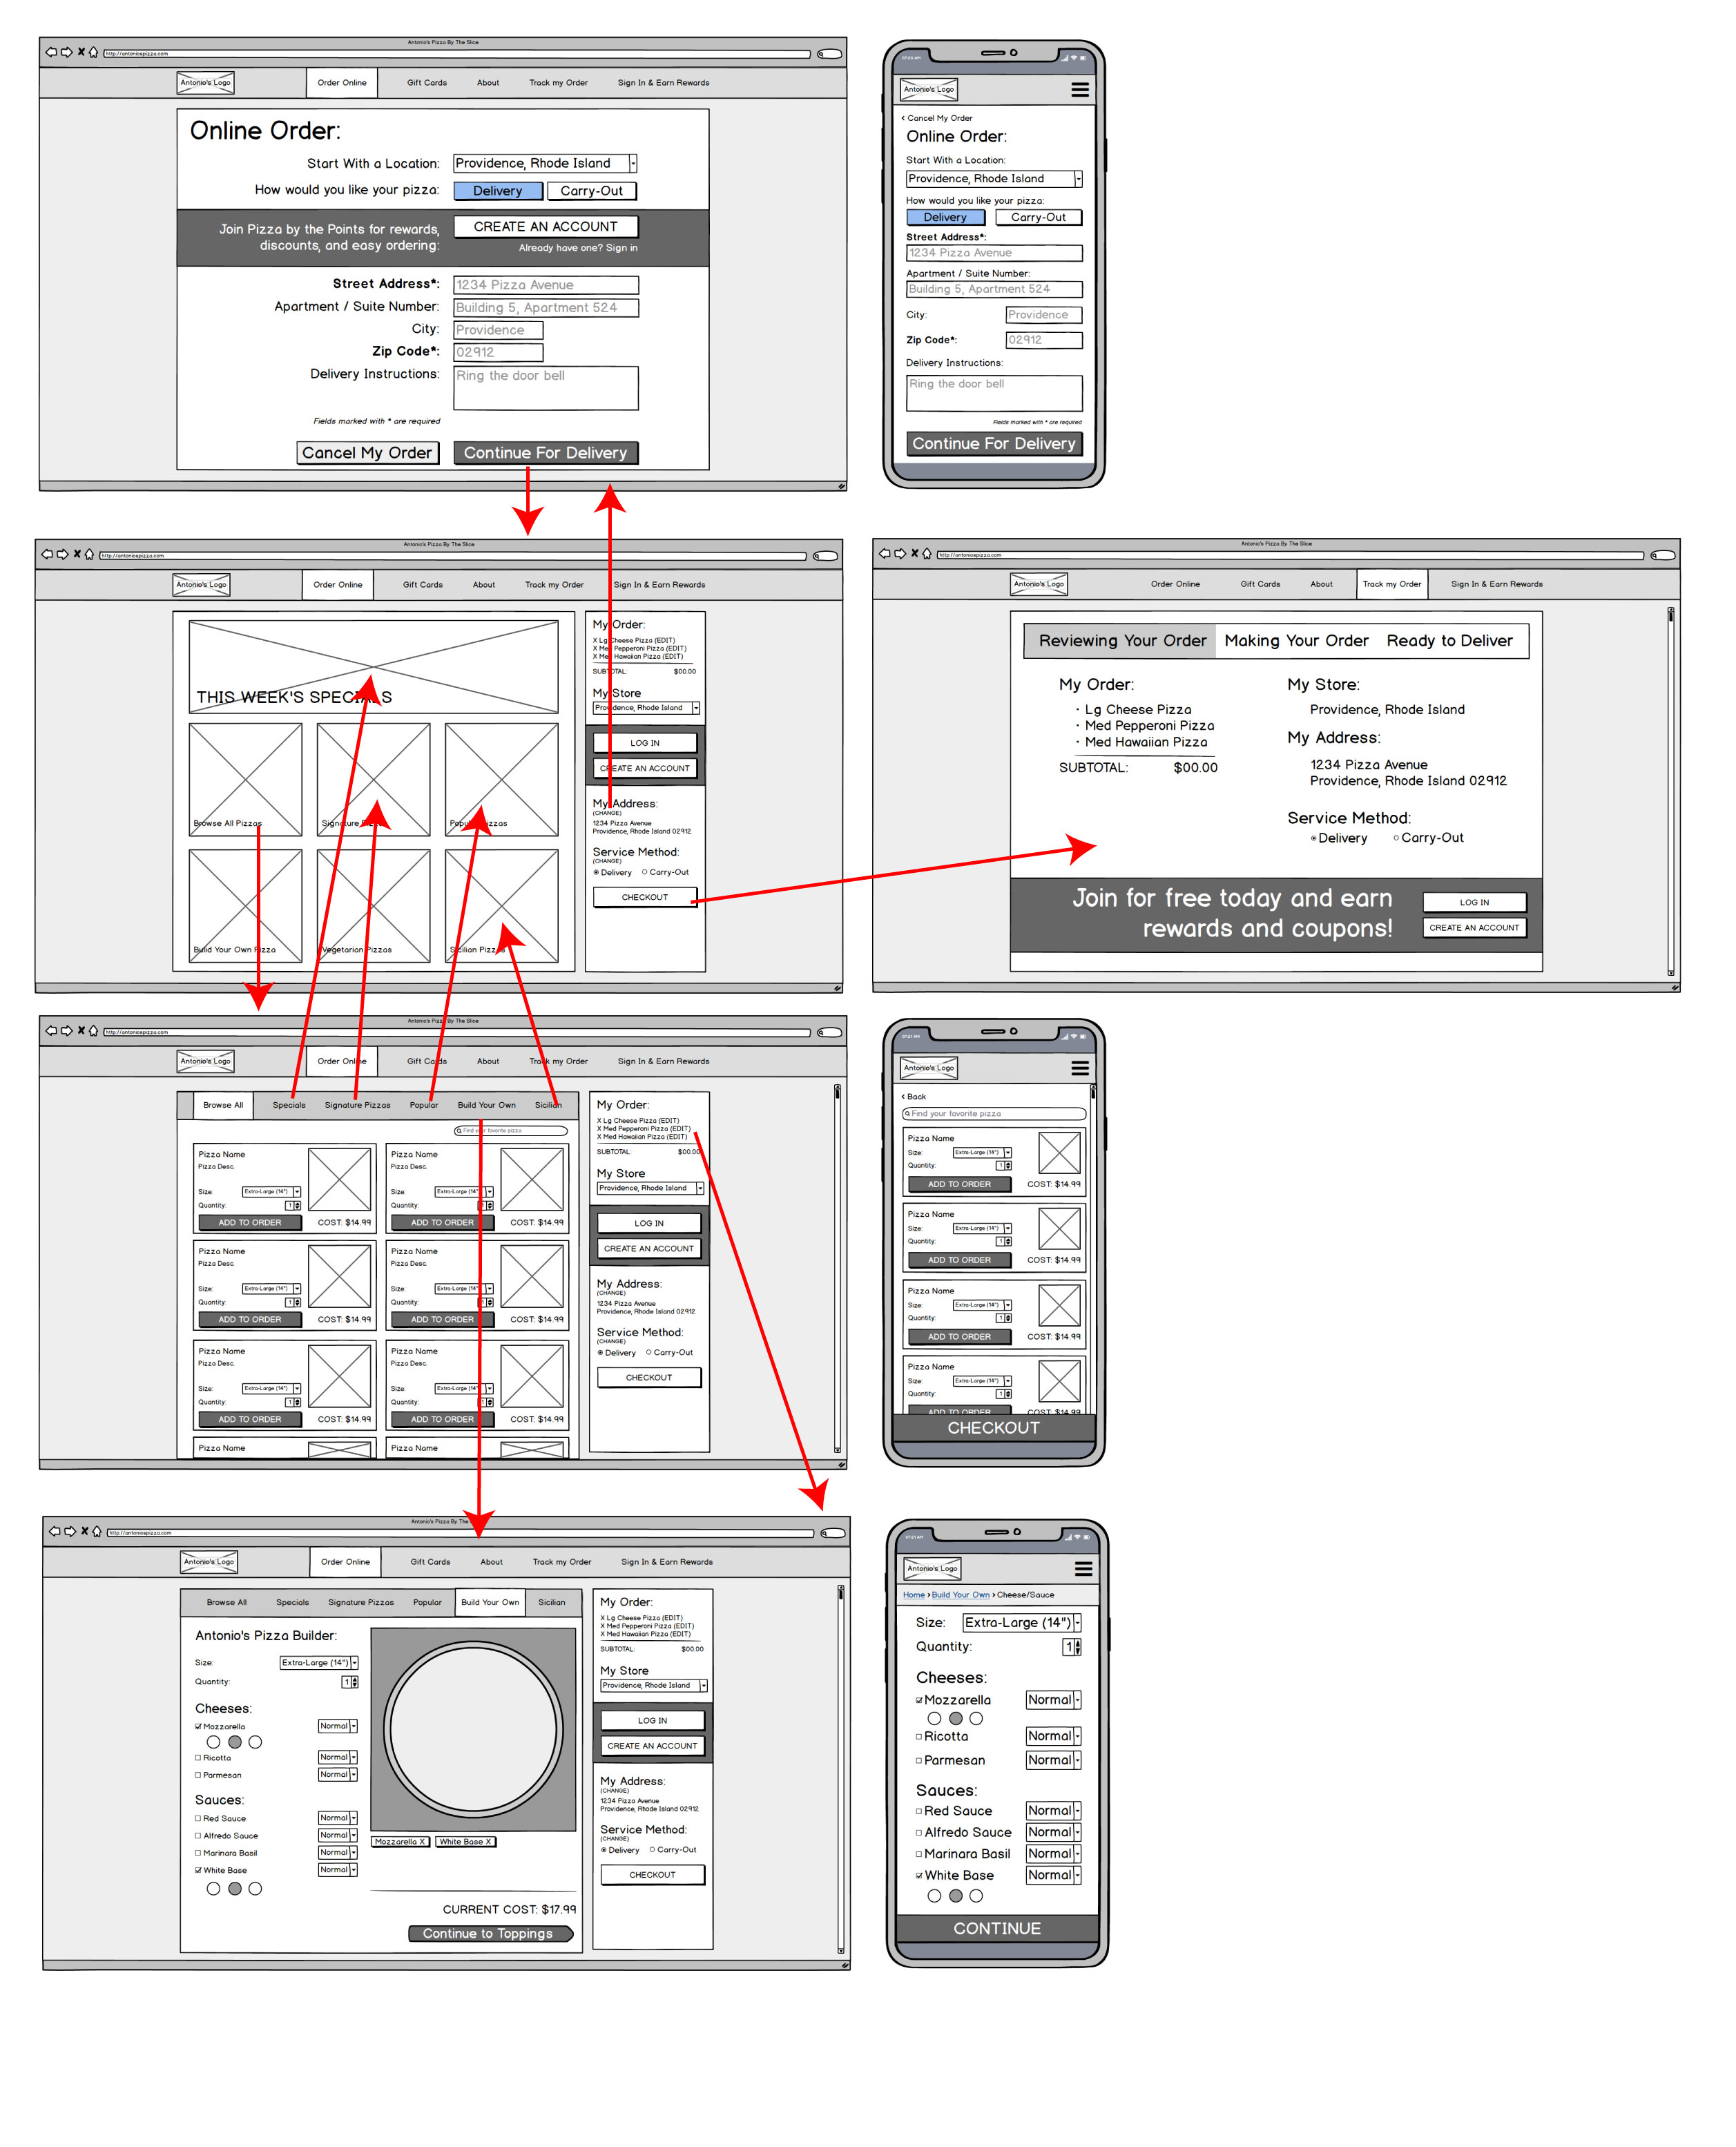 Antonio's Pizza By The Slice
http://antoniospizza.com
Antonio's Logo
Order Online
Gift Cards
About
Track my Order
Sign In & Earn Rewards
Online Order:
Start With a Location:
Providence, Rhode Island
How would you like your pizza:
Delivery
Carry-Out
Join Pizza by the Points for rewards,
discounts, and easy ordering:
CREATE AN ACCOUNT
Already have one? Sign in
Street Address*:
1234 Pizza Avenue
Apartment / Suite Number:
Building 5, Apartment 524
City:
Providence
Zip Code*:
02912
Delivery Instructions:
Ring the door bell
Fields marked with * are required
Cancel My Order
Continue For Delivery
Antonio's Logo
< Cancel My Order
Online Order:
Start With a Location:
Providence, Rhode Island
How would you like your pizza:
Delivery
Carry-Out
Street Address*:
1234 Pizza Avenue
Apartment / Suite Number:
Building 5, Apartment 524
City:
Providence
Zip Code*:
02912
Delivery Instructions:
Ring the door bell
Fields marked with * are required
Continue For Delivery
Antonio's Pizza By The Slice
http://antoniospizza.com
Antonio's Logo
Order Online
Gift Cards
About
Track my Order
Sign In & Earn Rewards
THIS WEEK'S SPECIALS
Browse All Pizzas
Signature Pizzas
Popular Pizzas
Build Your Own Pizza
Vegetarian Pizzas
Sicilian Pizzas
My Order:
X Lg Cheese Pizza (EDIT)
X Med Pepperoni Pizza (EDIT)
X Med Hawaiian Pizza (EDIT)
SUBTOTAL: $00.00
My Store
Providence, Rhode Island
LOG IN
CREATE AN ACCOUNT
My Address:
(CHANGE)
1234 Pizza Avenue
Providence, Rhode Island 02912
Service Method:
(CHANGE)
Delivery
Carry-Out
CHECKOUT
Antonio's Pizza By The Slice
http://antoniospizza.com
Antonio's Logo
Order Online
Gift Cards
About
Track my Order
Sign In & Earn Rewards
Reviewing Your Order
Making Your Order
Ready to Deliver
My Order:
· Lg Cheese Pizza
· Med Pepperoni Pizza
· Med Hawaiian Pizza
SUBTOTAL: $00.00
My Store:
Providence, Rhode Island
My Address:
1234 Pizza Avenue
Providence, Rhode Island 02912
Service Method:
Delivery
Carry-Out
Join for free today and earn
rewards and coupons!
LOG IN
CREATE AN ACCOUNT
Antonio's Pizza By The Slice
http://antoniospizza.com
Antonio's Logo
Order Online
Gift Cards
About
Track my Order
Sign In & Earn Rewards
Browse All
Specials
Signature Pizzas
Popular
Build Your Own
Sicilian
Find your favorite pizza
Pizza Name
Pizza Desc.
Size: Extra-Large (14")
Quantity: 1
ADD TO ORDER
COST: $14.99
Pizza Name
Pizza Desc.
Size: Extra-Large (14")
Quantity: 1
ADD TO ORDER
COST: $14.99
Pizza Name
Pizza Desc.
Size: Extra-Large (14")
Quantity: 1
ADD TO ORDER
COST: $14.99
Pizza Name
Pizza Desc.
Size: Extra-Large (14")
Quantity: 1
ADD TO ORDER
COST: $14.99
Pizza Name
Pizza Desc.
Size: Extra-Large (14")
Quantity: 1
ADD TO ORDER
COST: $14.99
Pizza Name
Pizza Desc.
Size: Extra-Large (14")
Quantity: 1
ADD TO ORDER
COST: $14.99
Pizza Name
Pizza Name
My Order:
X Lg Cheese Pizza (EDIT)
X Med Pepperoni Pizza (EDIT)
X Med Hawaiian Pizza (EDIT)
SUBTOTAL: $00.00
My Store
Providence, Rhode Island
LOG IN
CREATE AN ACCOUNT
My Address:
(CHANGE)
1234 Pizza Avenue
Providence, Rhode Island 02912
Service Method:
(CHANGE)
Delivery
Carry-Out
CHECKOUT
07:21 AM
Antonio's Logo
< Back
Find your favorite pizza
Pizza Name
Size: Extra-Large (14")
Quantity: 1
ADD TO ORDER
COST: $14.99
Pizza Name
Size: Extra-Large (14")
Quantity: 1
ADD TO ORDER
COST: $14.99
Pizza Name
Size: Extra-Large (14")
Quantity: 1
ADD TO ORDER
COST: $14.99
Pizza Name
Size: Extra-Large (14")
Quantity: 1
ADD TO ORDER
COST: $14.99
CHECKOUT
Antonio's Pizza By The
http://antoniospizza.com
Antonio's Logo
Order Online
Gift Cards
About
Track my Order
Sign In & Earn Rewards
Browse All
Specials
Signature Pizzas
Popular
Build Your Own
Sicilian
Antonio's Pizza Builder:
Size: Extra-Large (14")
Quantity: 1
Cheeses:
Mozzarella Normal
Ricotta Normal
Parmesan Normal
Sauces:
Red Sauce Normal
Alfredo Sauce Normal
Marinara Basil Normal
White Base Normal
Mozzarella X
White Base X
CURRENT COST: $17.99
Continue to Toppings
My Order:
X Lg Cheese Pizza (EDIT)
X Med Pepperoni Pizza (EDIT)
X Med Hawaiian Pizza (EDIT)
SUBTOTAL: $00.00
My Store
Providence, Rhode Island
LOG IN
CREATE AN ACCOUNT
My Address:
(CHANGE)
1234 Pizza Avenue
Providence, Rhode Island 02912
Service Method:
(CHANGE)
Delivery
Carry-Out
CHECKOUT
07:21 AM
Antonio's Logo
Home > Build Your Own > Cheese/Sauce
Size: Extra-Large (14")
Quantity: 1
Cheeses:
Mozzarella Normal
Ricotta Normal
Parmesan Normal
Sauces:
Red Sauce Normal
Alfredo Sauce Normal
Marinara Basil Normal
White Base Normal
CONTINUE